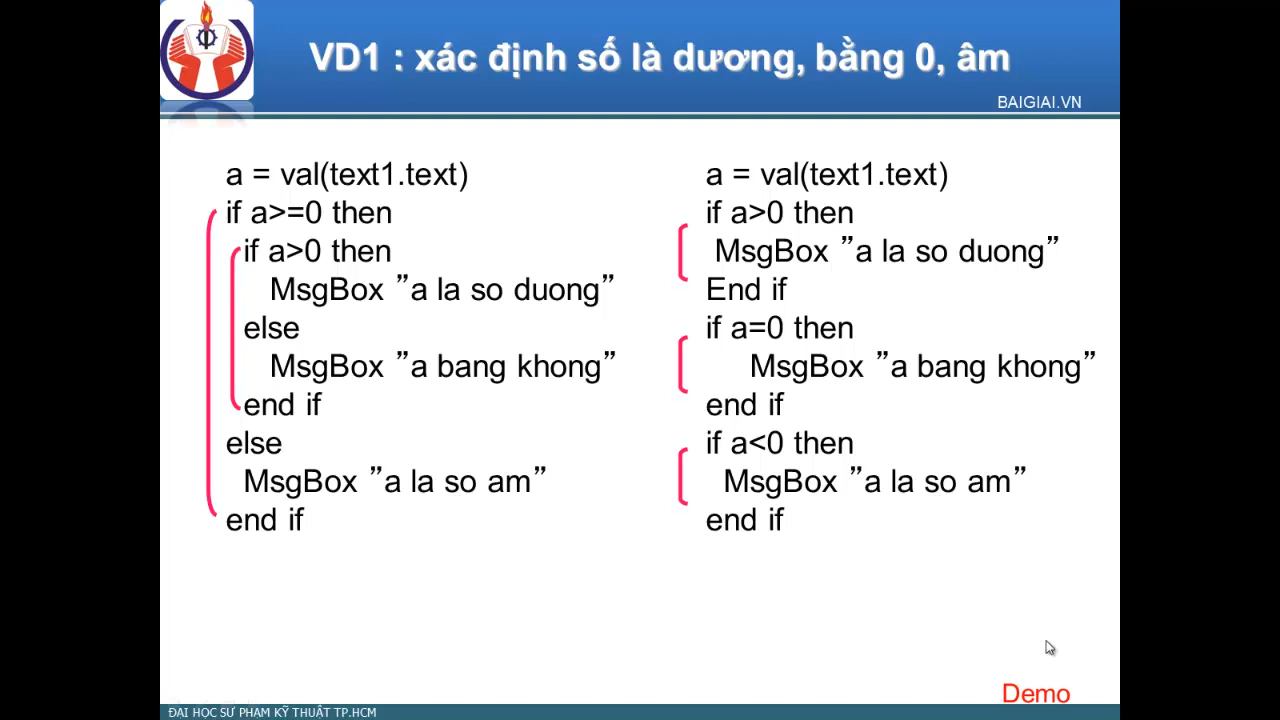 VD1 : xác định số là dương, bằng 0, âm
BAIGIAI.VN
a = val(text1.text)
if a>=0 then
if a>0 then
MsgBox ”a la so duong”
else
MsgBox ”a bang khong”
end if
else
MsgBox ”a la so am”
end if
a = val(text1.text)
if a>0 then
MsgBox ”a la so duong”
End if
if a=0 then
MsgBox ”a bang khong”
end if
if a<0 then
MsgBox ”a la so am”
end if
Demo
ĐẠI HỌC SƯ PHẠM KỸ THUẬT TP.HCM